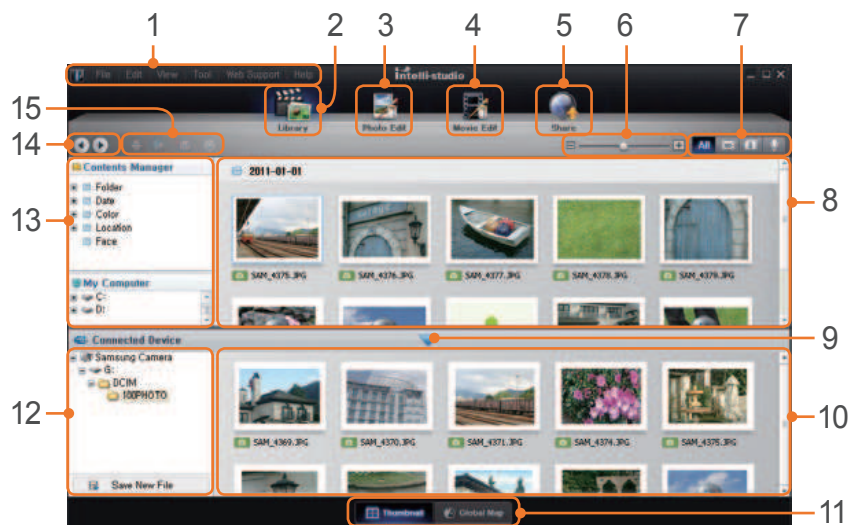 1 2 3 4 5 6 7
File Edit View Tool Web Support Help
Intelli-studio
Library Photo Edit Movie Edit Share
15
14
All
Contents Manager
2011-01-01
Folder
Date
Color
Location
Face
13
8
SAM_4375.JPG SAM_4376.JPG SAM_4377.JPG SAM_4378.JPG SAM_4379.JPG
My Computer
C:
D:
Connected Device
9
Samsung Camera
G:
DCIM
100PHOTO
12
10
SAM_4369.JPG SAM_4370.JPG SAM_4371.JPG SAM_4374.JPG SAM_4375.JPG
Save New File
Thumbnail Global Map
11